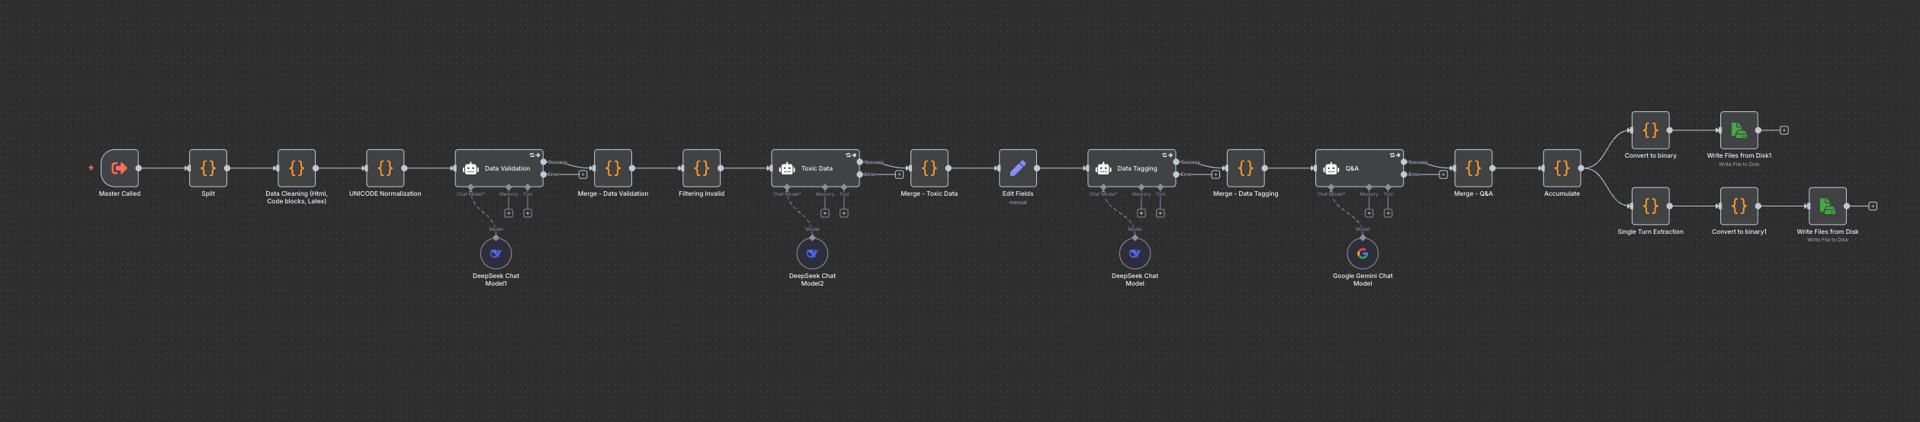 Master Called
Split
Data Cleaning (Html,
Code blocks, Latex)
UNICODE Normalization
Data Validation
Success
Error
Chat Model*
Memory
Tool
Model
DeepSeek Chat
Model1
Merge - Data Validation
Filtering Invalid
Toxic Data
Success
Error
Chat Model*
Memory
Tool
Model
DeepSeek Chat
Model2
Merge - Toxic Data
Edit Fields
manual
Data Tagging
Success
Error
Chat Model*
Memory
Tool
Model
DeepSeek Chat
Model
Merge - Data Tagging
Q&A
Success
Error
Chat Model*
Memory
Tool
Model
Google Gemini Chat
Model
Merge - Q&A
Accumulate
Convert to binary
Write Files from Disk1
Write File to Disk
Single Turn Extraction
Convert to binary1
Write Files from Disk
Write File to Disk